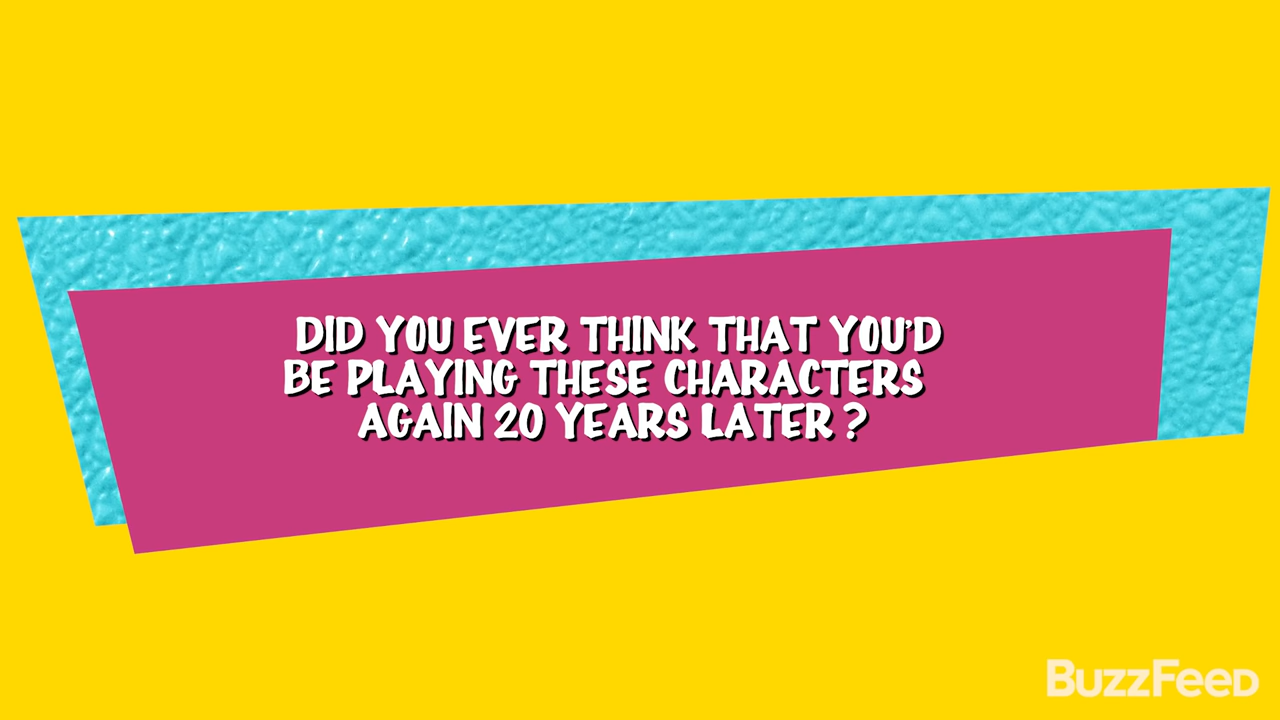 DID YOU EVER THINK THAT YOU'D
BE PLAYING THESE CHARACTERS
AGAIN 20 YEARS LATER ?
BuzzFeed